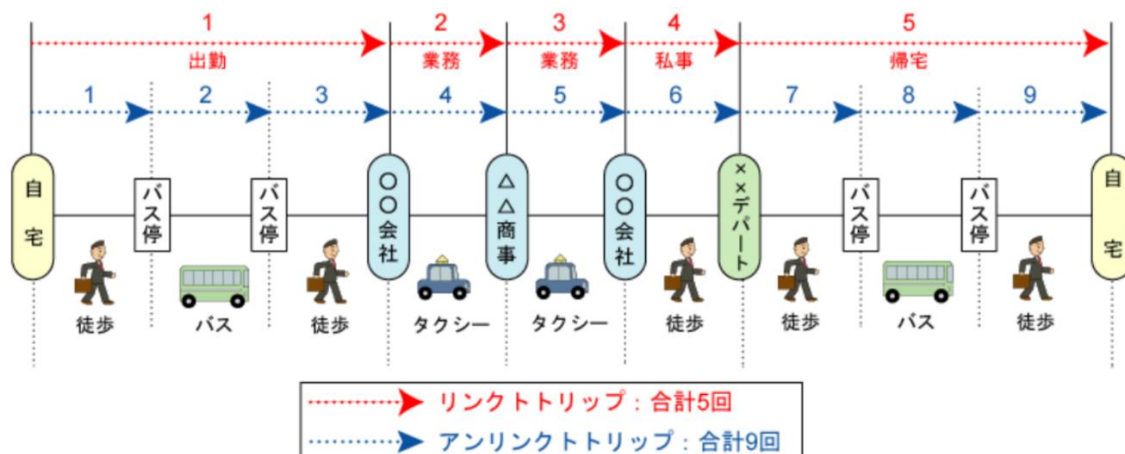 1 2 3 4 5
出勤 業務 業務 私事 帰宅
1 2 3 4 5 6 7 8 9
自宅
バス停
バス停
〇〇会社
△△商事
〇〇会社
××デパート
バス停
バス停
自宅
徒歩 バス 徒歩 タクシー タクシー 徒歩 徒歩 バス 徒歩
リンクトトリップ：合計5回
アンリンクトトリップ：合計9回